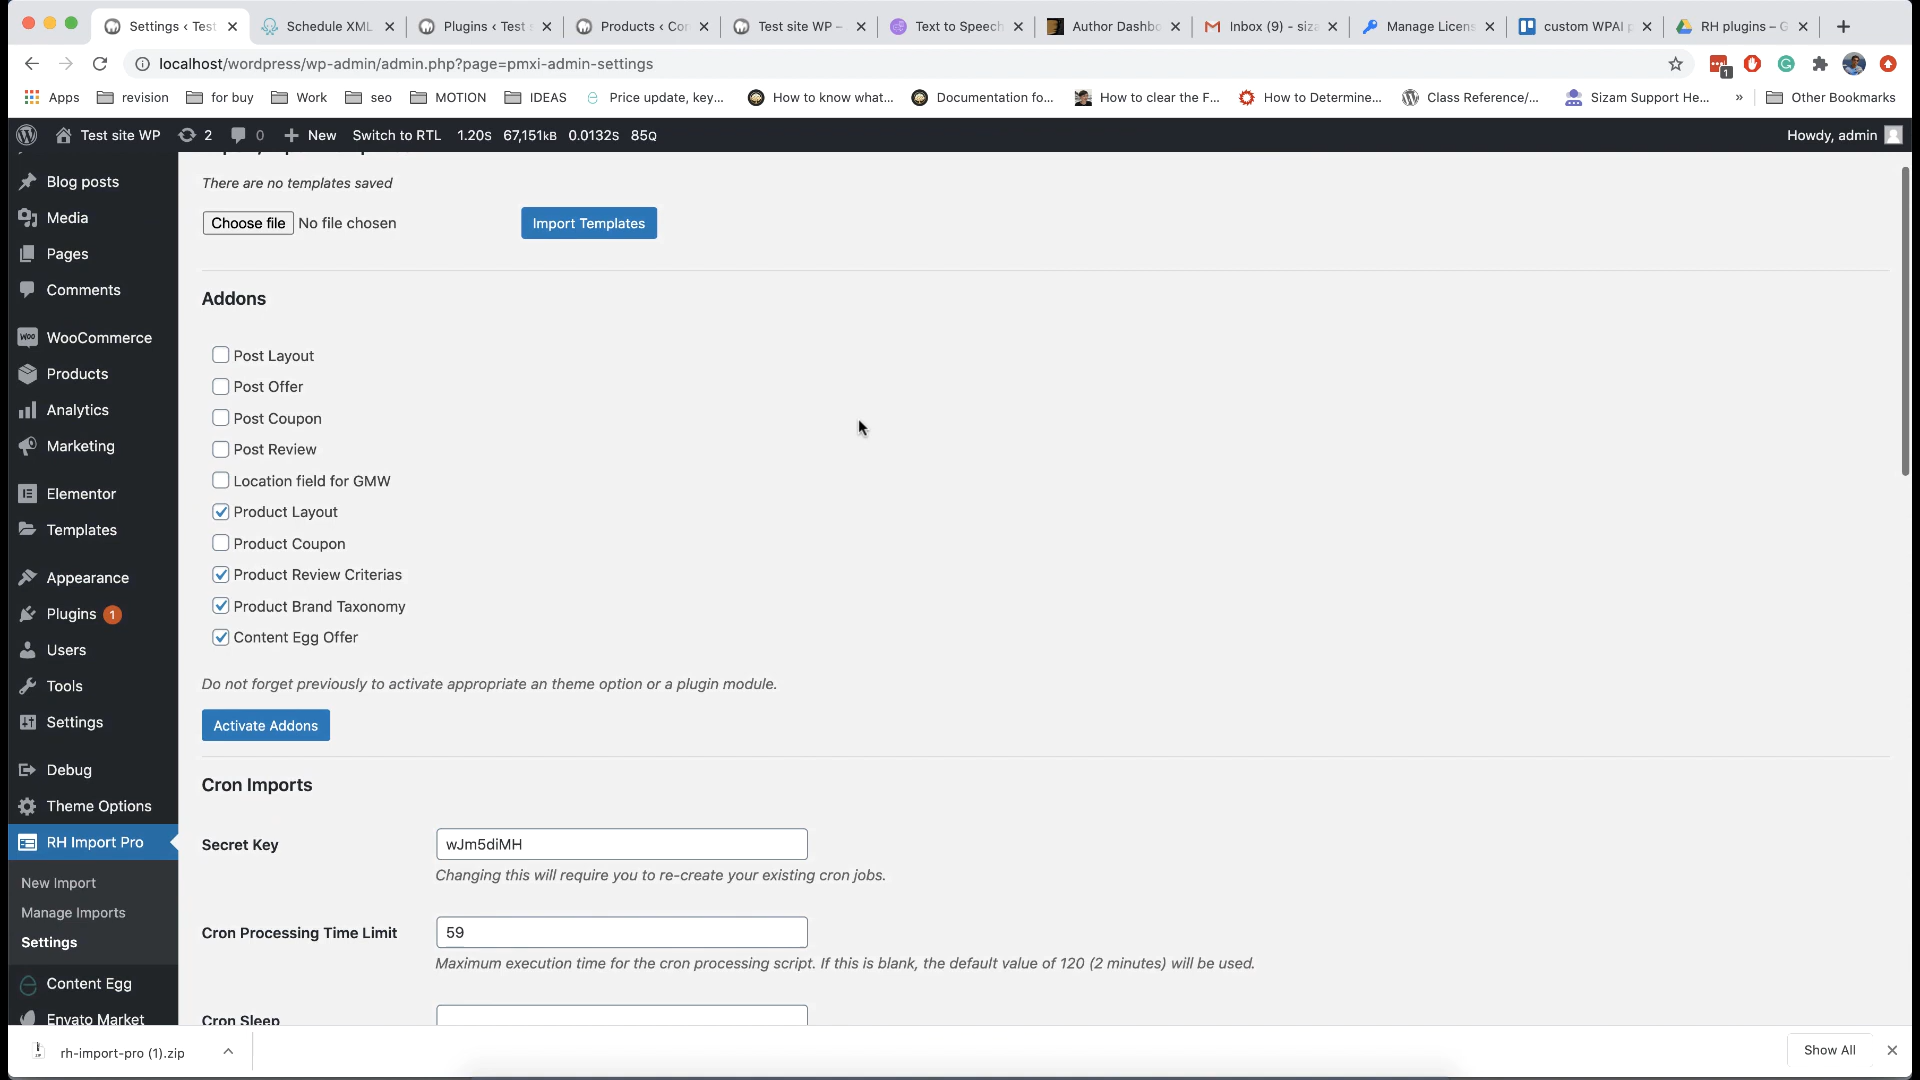 Settings ‹ Test
Schedule XML
Plugins ‹ Test s
Products ‹ Con
Test site WP –
Text to Speech
Author Dashbo
Inbox (9) – siza
Manage Licens
custom WPAI p
RH plugins – G
localhost/wordpress/wp-admin/admin.php?page=pmxi-admin-settings
1
Apps
revision
for buy
Work
seo
MOTION
IDEAS
Price update, key...
How to know what...
Documentation fo...
How to clear the F...
How to Determine...
Class Reference/...
Sizam Support He...
»
Other Bookmarks
Test site WP
2
0
New
Switch to RTL
1.20s 67,151kB 0.0132s 85Q
Howdy, admin
Blog posts
Media
Pages
Comments
WooCommerce
Products
Analytics
Marketing
Elementor
Templates
Appearance
Plugins 1
Users
Tools
Settings
Debug
Theme Options
RH Import Pro
New Import
Manage Imports
Settings
Content Egg
Envato Market
There are no templates saved
Choose file No file chosen
Import Templates
Addons
Post Layout
Post Offer
Post Coupon
Post Review
Location field for GMW
Product Layout
Product Coupon
Product Review Criterias
Product Brand Taxonomy
Content Egg Offer
Do not forget previously to activate appropriate an theme option or a plugin module.
Activate Addons
Cron Imports
Secret Key
wJm5diMH
Changing this will require you to re-create your existing cron jobs.
Cron Processing Time Limit
59
Maximum execution time for the cron processing script. If this is blank, the default value of 120 (2 minutes) will be used.
Cron Sleep
rh-import-pro (1).zip
Show All